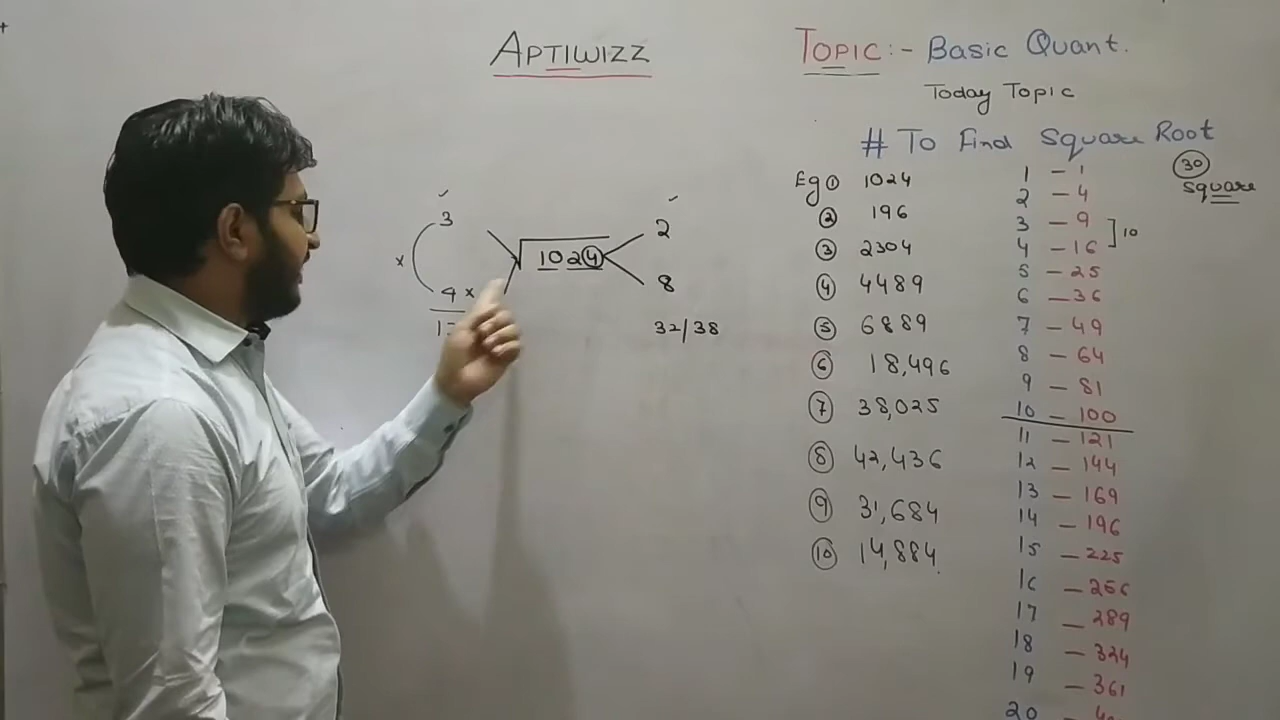 APTIWIZZ
TOPIC:- Basic Quant.
Today Topic
# To Find Square Root
30
square
Eg ① 1024
② 196
③ 2304
④ 4489
⑤ 6889
⑥ 18,496
⑦ 38,025
⑧ 42,436
⑨ 31,684
⑩ 14,884
1 - 1
2 - 4
3 - 9
4 - 16
] 10
5 - 25
6 - 36
7 - 49
8 - 64
9 - 81
10 - 100
11 - 121
12 - 144
13 - 169
14 - 196
15 - 225
16 - 256
17 - 289
18 - 324
19 - 361
20
✓
3
×
4 ×
√1024
✓
2
8
32/38